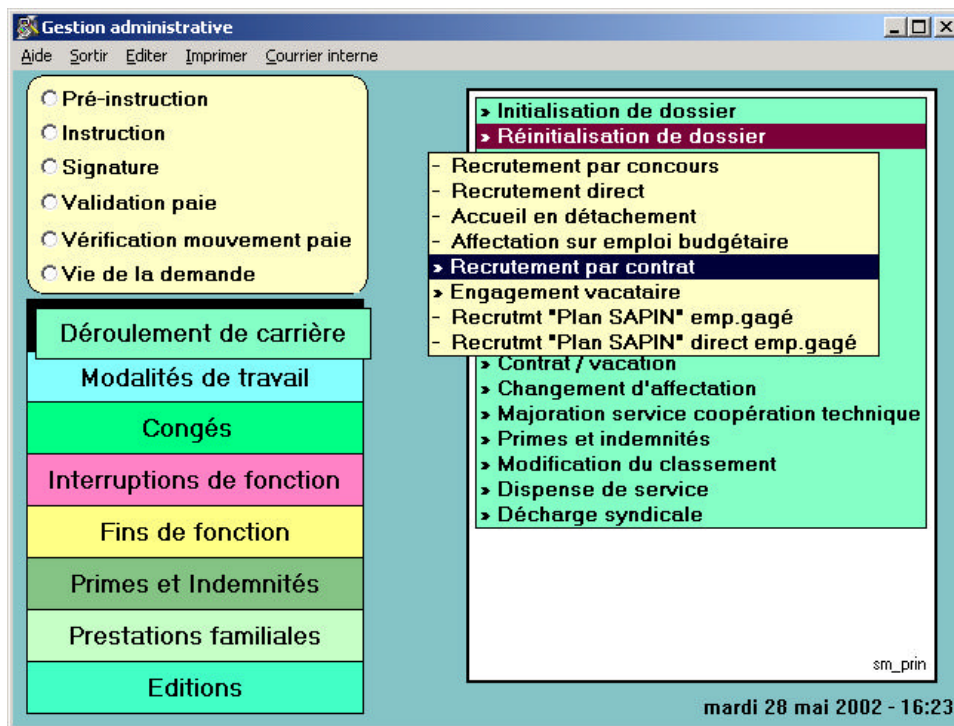 Gestion administrative
Aide Sortir Editer Imprimer Courrier interne
Pré-instruction
Instruction
Signature
Validation paie
Vérification mouvement paie
Vie de la demande
Déroulement de carrière
Modalités de travail
Congés
Interruptions de fonction
Fins de fonction
Primes et Indemnités
Prestations familiales
Editions
» Initialisation de dossier
» Réinitialisation de dossier
- Recrutement par concours
- Recrutement direct
- Accueil en détachement
- Affectation sur emploi budgétaire
» Recrutement par contrat
» Engagement vacataire
- Recrutmt "Plan SAPIN" emp.gagé
- Recrutmt "Plan SAPIN" direct emp.gagé
» Contrat / vacation
» Changement d'affectation
» Majoration service coopération technique
» Primes et indemnités
» Modification du classement
» Dispense de service
» Décharge syndicale
sm_prin
mardi 28 mai 2002 - 16:23